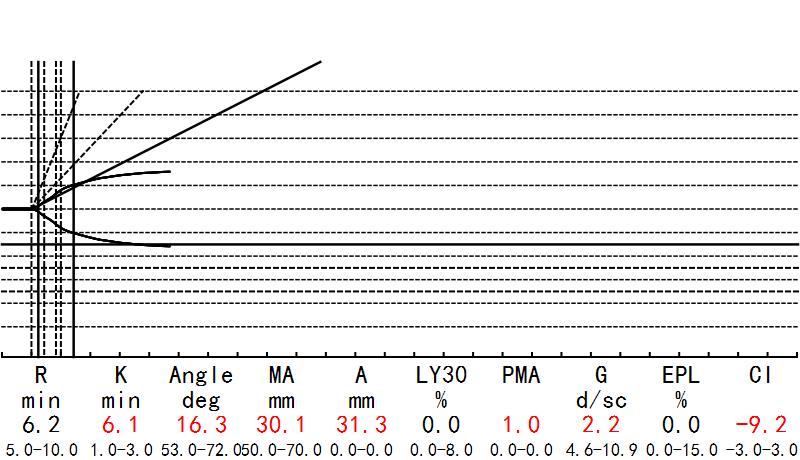 R K Angle MA A LY30 PMA G EPL CI
min min deg mm mm % d/sc %
6.2 6.1 16.3 30.1 31.3 0.0 1.0 2.2 0.0 -9.2
5.0-10.0 1.0-3.0 53.0-72.0 50.0-70.0 0.0-0.0 0.0-8.0 0.0-0.0 4.6-10.9 0.0-15.0 -3.0-3.0